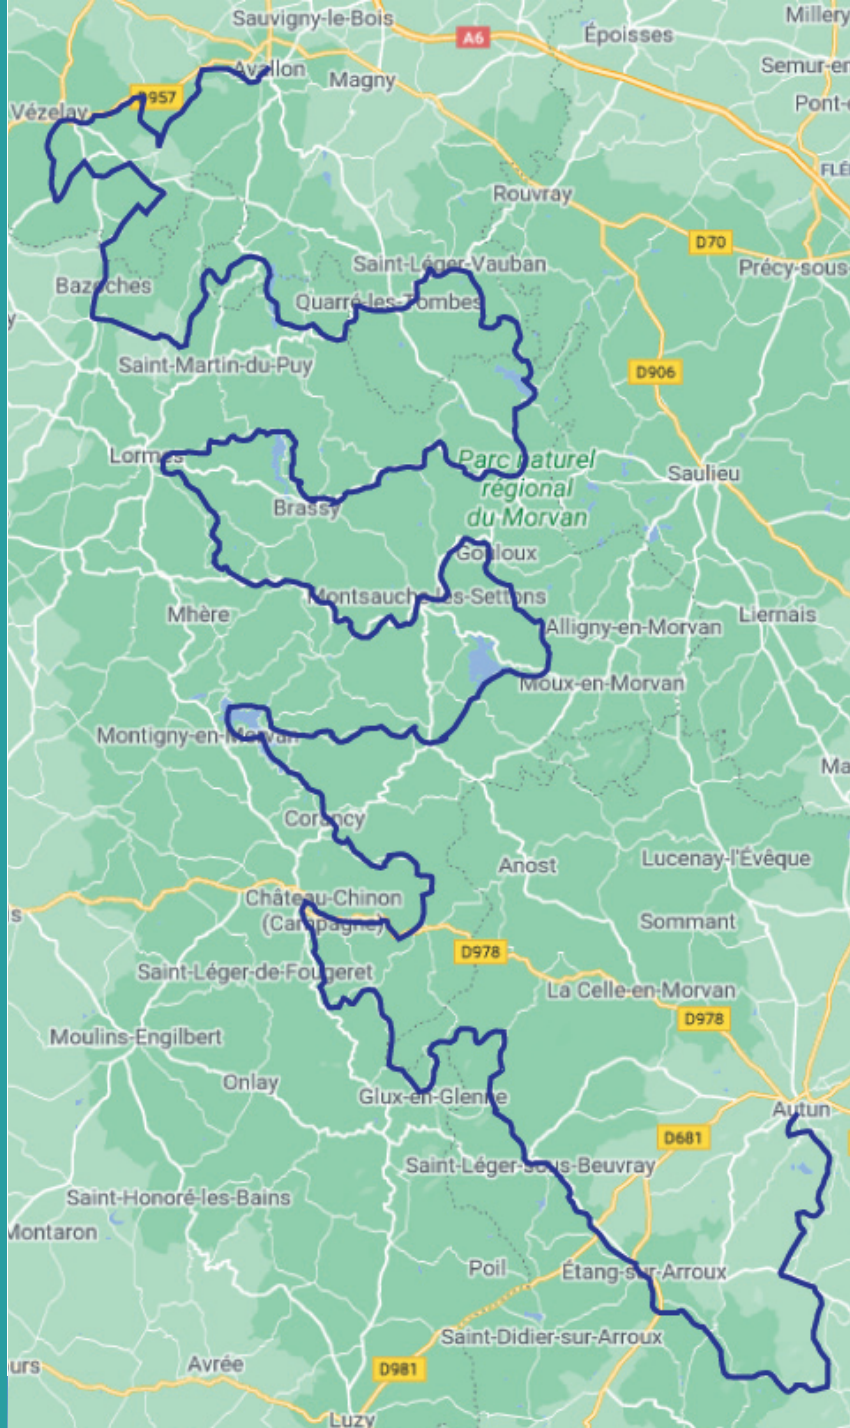 Sauvigny-le-Bois
Millery
A6
Époisses
Avallon
Magny
Semur-en
D957
Vézelay
Pont-
FLÉ
Rouvray
D70
Saint-Léger-Vauban
Précy-sous-
Bazoches
Quarré-les-Tombes
y
Saint-Martin-du-Puy
D906
Lormes
Parc naturel
régional
du Morvan
Saulieu
Brassy
Gouloux
Montsauche-les-Settons
Mhère
Liernais
Alligny-en-Morvan
Moux-en-Morvan
Montigny-en-Morvan
Ma
Corancy
Anost
Lucenay-l'Évêque
Château-Chinon
(Campagne)
s
Sommant
D978
Saint-Léger-de-Fougeret
La Celle-en-Morvan
D978
Moulins-Engilbert
Onlay
Glux-en-Glenne
Autun
D681
Saint-Léger-sous-Beuvray
Saint-Honoré-les-Bains
Montaron
Poil
Étang-sur-Arroux
Saint-Didier-sur-Arroux
ours
Avrée
D981
Luzy